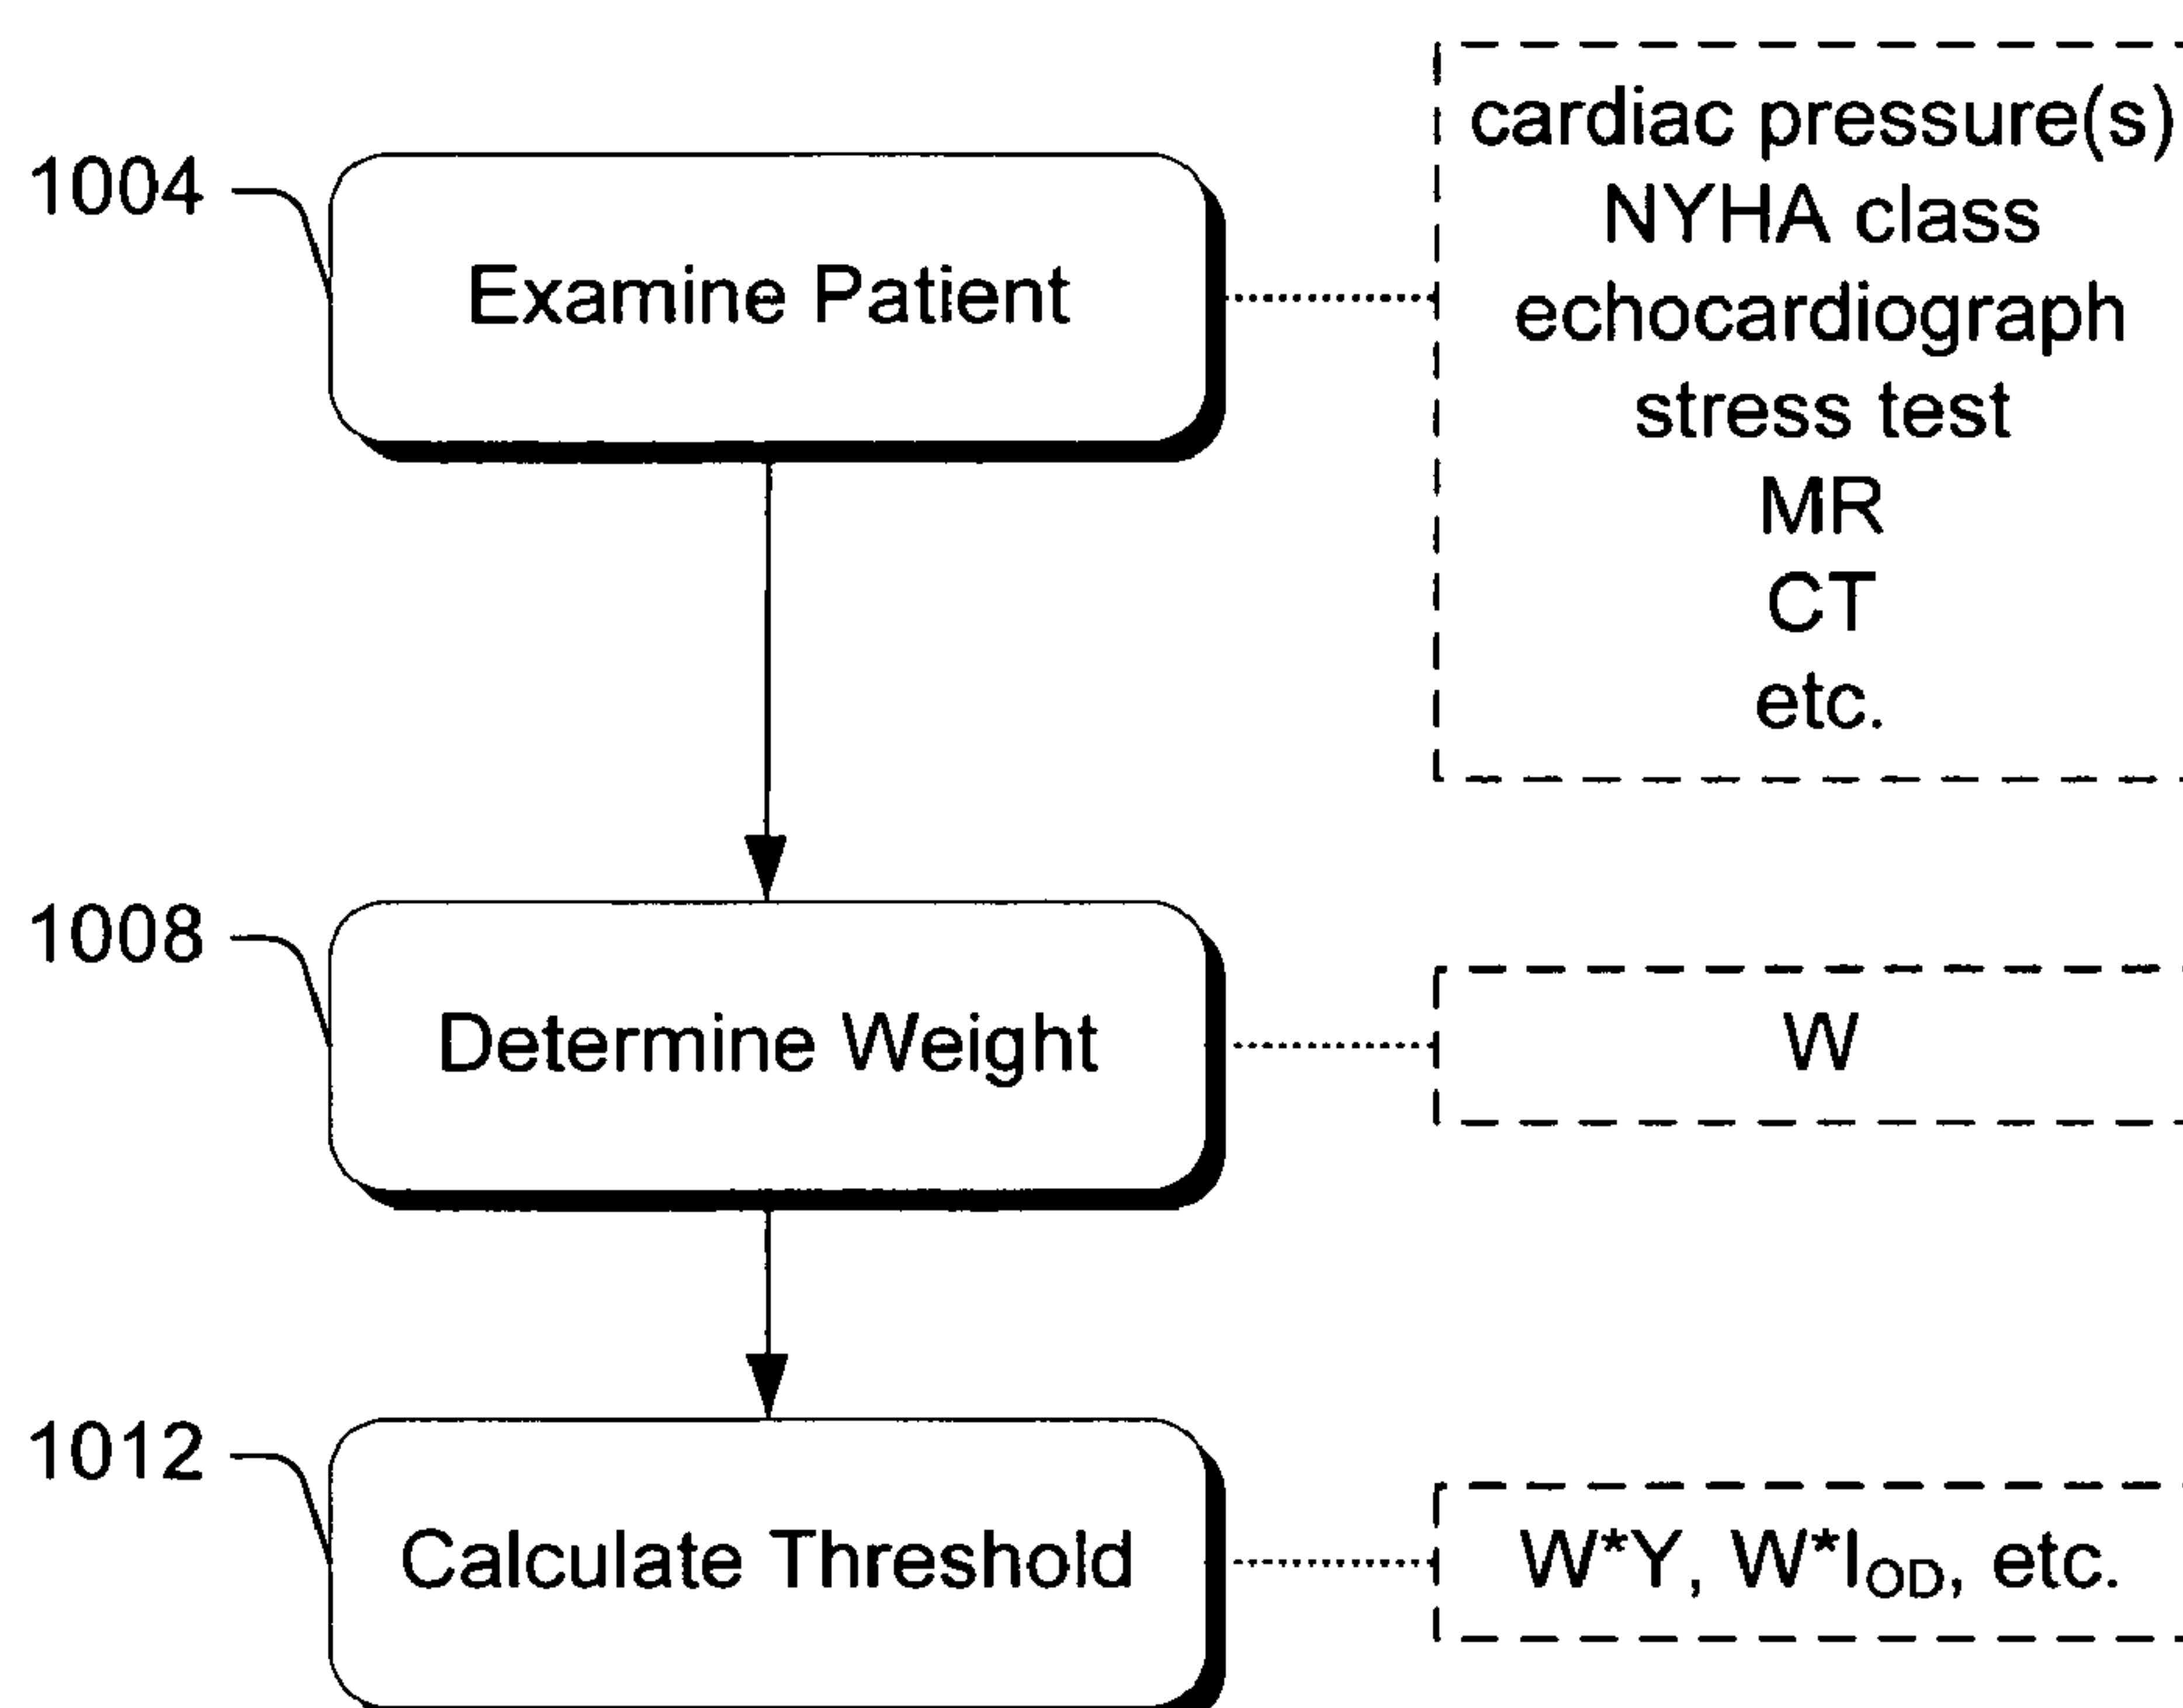 1004
Examine Patient
cardiac pressure(s)
NYHA class
echocardiograph
stress test
MR
CT
etc.
1008
Determine Weight
W
1012
Calculate Threshold
W*Y, W*IOD, etc.